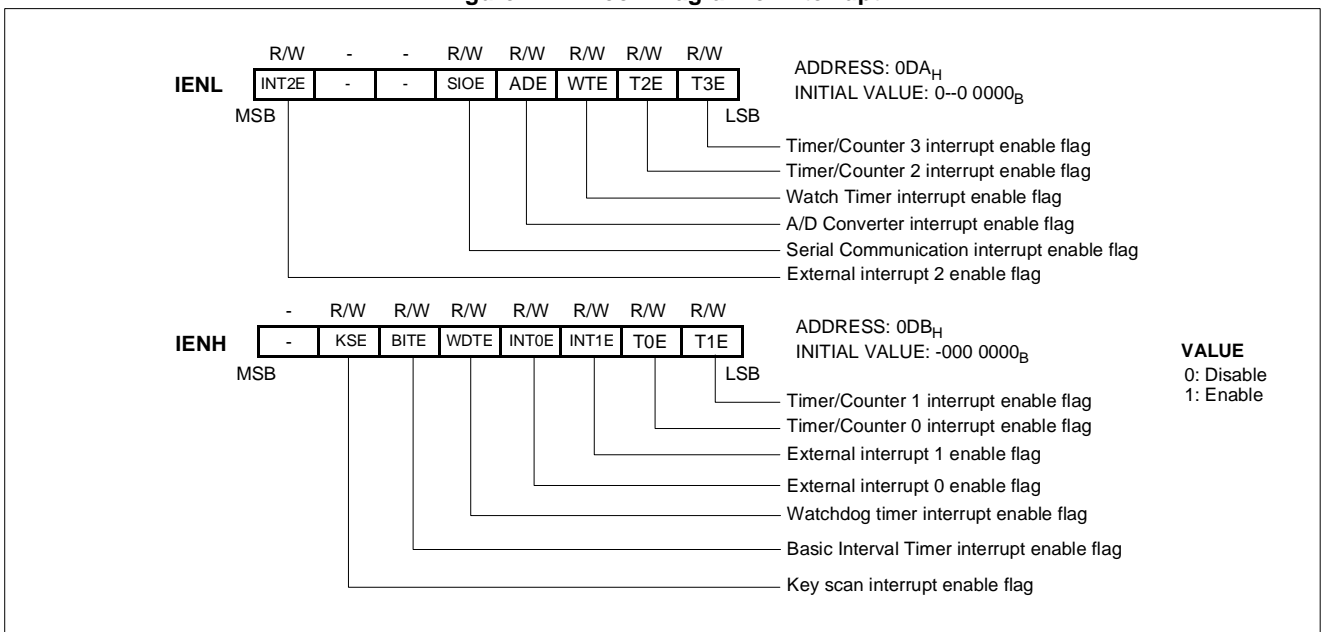 R/W - - R/W R/W R/W R/W R/W
IENL INT2E - - SIOE ADE WTE T2E T3E
ADDRESS: 0DAH
INITIAL VALUE: 0--0 0000B
MSB LSB
Timer/Counter 3 interrupt enable flag
Timer/Counter 2 interrupt enable flag
Watch Timer interrupt enable flag
A/D Converter interrupt enable flag
Serial Communication interrupt enable flag
External interrupt 2 enable flag
- R/W R/W R/W R/W R/W R/W R/W
IENH - KSE BITE WDTE INT0E INT1E T0E T1E
ADDRESS: 0DBH
INITIAL VALUE: -000 0000B
MSB LSB
VALUE
0: Disable
1: Enable
Timer/Counter 1 interrupt enable flag
Timer/Counter 0 interrupt enable flag
External interrupt 1 enable flag
External interrupt 0 enable flag
Watchdog timer interrupt enable flag
Basic Interval Timer interrupt enable flag
Key scan interrupt enable flag